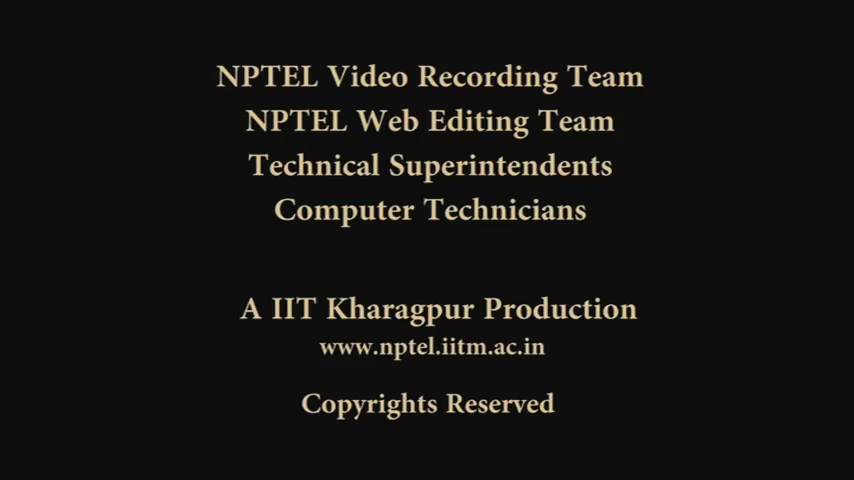 NPTEL Video Recording Team
NPTEL Web Editing Team
Technical Superintendents
Computer Technicians
A IIT Kharagpur Production
www.nptel.iitm.ac.in
Copyrights Reserved